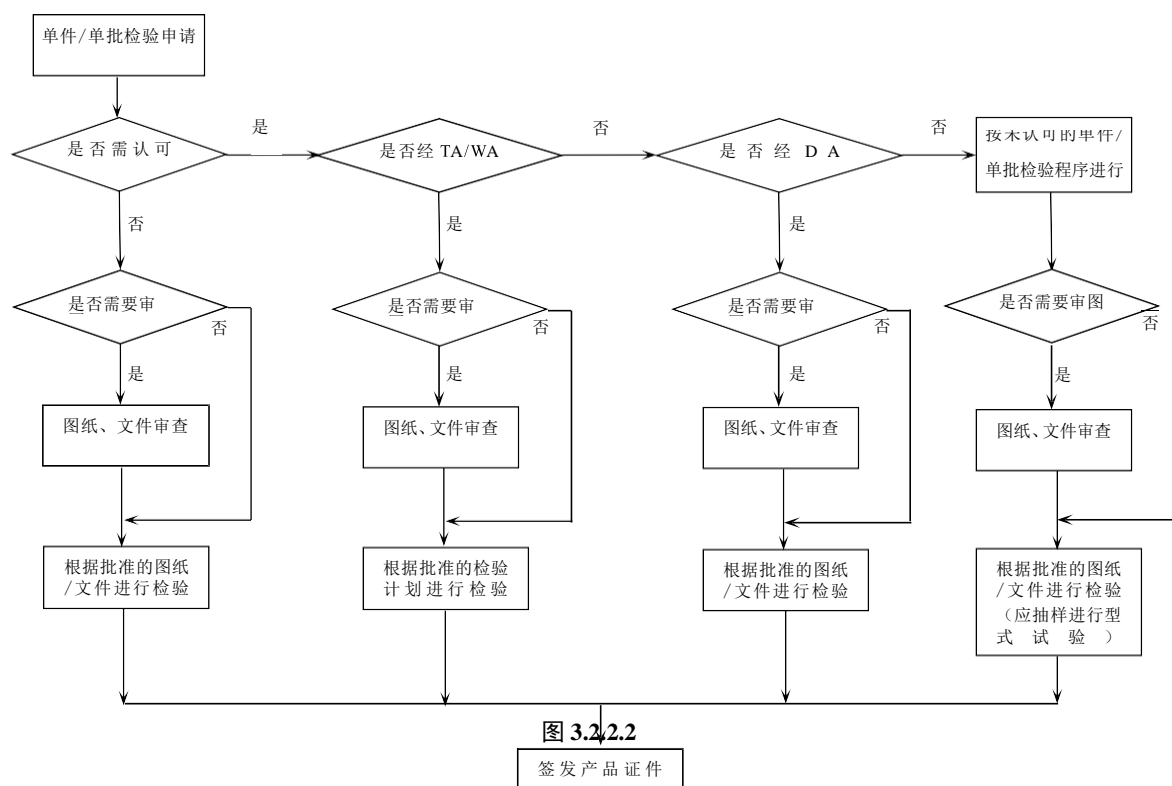 单件/单批检验申请
是否需认可
是
是否经 TA/WA
否
是否经 DA
否
按未认可的单件/
单批检验程序进行
否
是
是
是否需要审
否
是否需要审
否
是否需要审
否
是否需要审图
否
是
是
是
是
图纸、文件审查
图纸、文件审查
图纸、文件审查
图纸、文件审查
根据批准的图纸
/文件进行检验
根据批准的检验
计划进行检验
根据批准的图纸
/文件进行检验
根据批准的图纸
/文件进行检验
（应抽样进行型
式试验）
图 3.2.2.2
签发产品证件